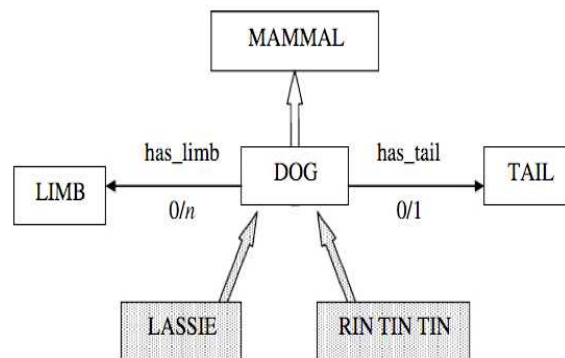 MAMMAL
has_limb
DOG
has_tail
LIMB
0/n
0/1
TAIL
LASSIE
RIN TIN TIN